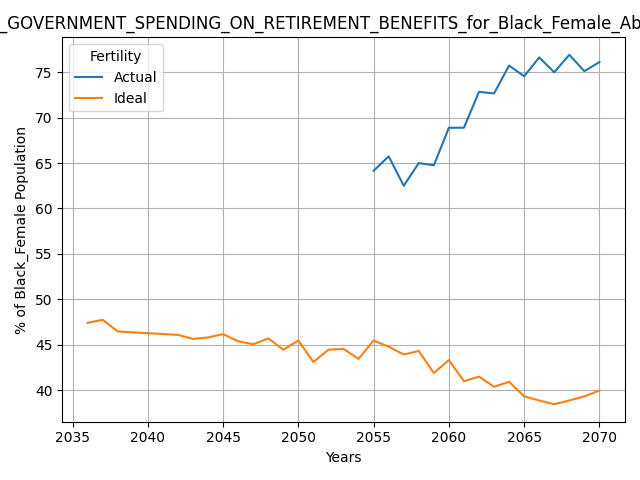 _GOVERNMENT_SPENDING_ON_RETIREMENT_BENEFITS_for_Black_Female_Ab
Fertility
Actual
Ideal
% of Black_Female Population
75
70
65
60
55
50
45
40
2035 2040 2045 2050 2055 2060 2065 2070
Years